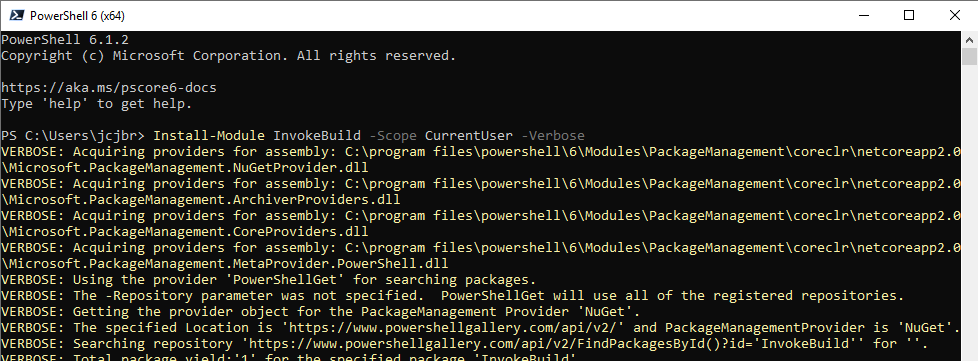 PowerShell 6 (x64)
PowerShell 6.1.2
Copyright (c) Microsoft Corporation. All rights reserved.
https://aka.ms/pscore6-docs
Type 'help' to get help.
PS C:\Users\jcjbr> Install-Module InvokeBuild -Scope CurrentUser -Verbose
VERBOSE: Acquiring providers for assembly: C:\program files\powershell\6\Modules\PackageManagement\coreclr\netcoreapp2.0
\Microsoft.PackageManagement.NuGetProvider.dll
VERBOSE: Acquiring providers for assembly: C:\program files\powershell\6\Modules\PackageManagement\coreclr\netcoreapp2.0
\Microsoft.PackageManagement.ArchiverProviders.dll
VERBOSE: Acquiring providers for assembly: C:\program files\powershell\6\Modules\PackageManagement\coreclr\netcoreapp2.0
\Microsoft.PackageManagement.CoreProviders.dll
VERBOSE: Acquiring providers for assembly: C:\program files\powershell\6\Modules\PackageManagement\coreclr\netcoreapp2.0
\Microsoft.PackageManagement.MetaProvider.PowerShell.dll
VERBOSE: Using the provider 'PowerShellGet' for searching packages.
VERBOSE: The -Repository parameter was not specified.  PowerShellGet will use all of the registered repositories.
VERBOSE: Getting the provider object for the PackageManagement Provider 'NuGet'.
VERBOSE: The specified Location is 'https://www.powershellgallery.com/api/v2/' and PackageManagementProvider is 'NuGet'.
VERBOSE: Searching repository 'https://www.powershellgallery.com/api/v2/FindPackagesById()?id='InvokeBuild'' for ''.
VERBOSE: Total package yield:'1' for the specified package 'InvokeBuild'